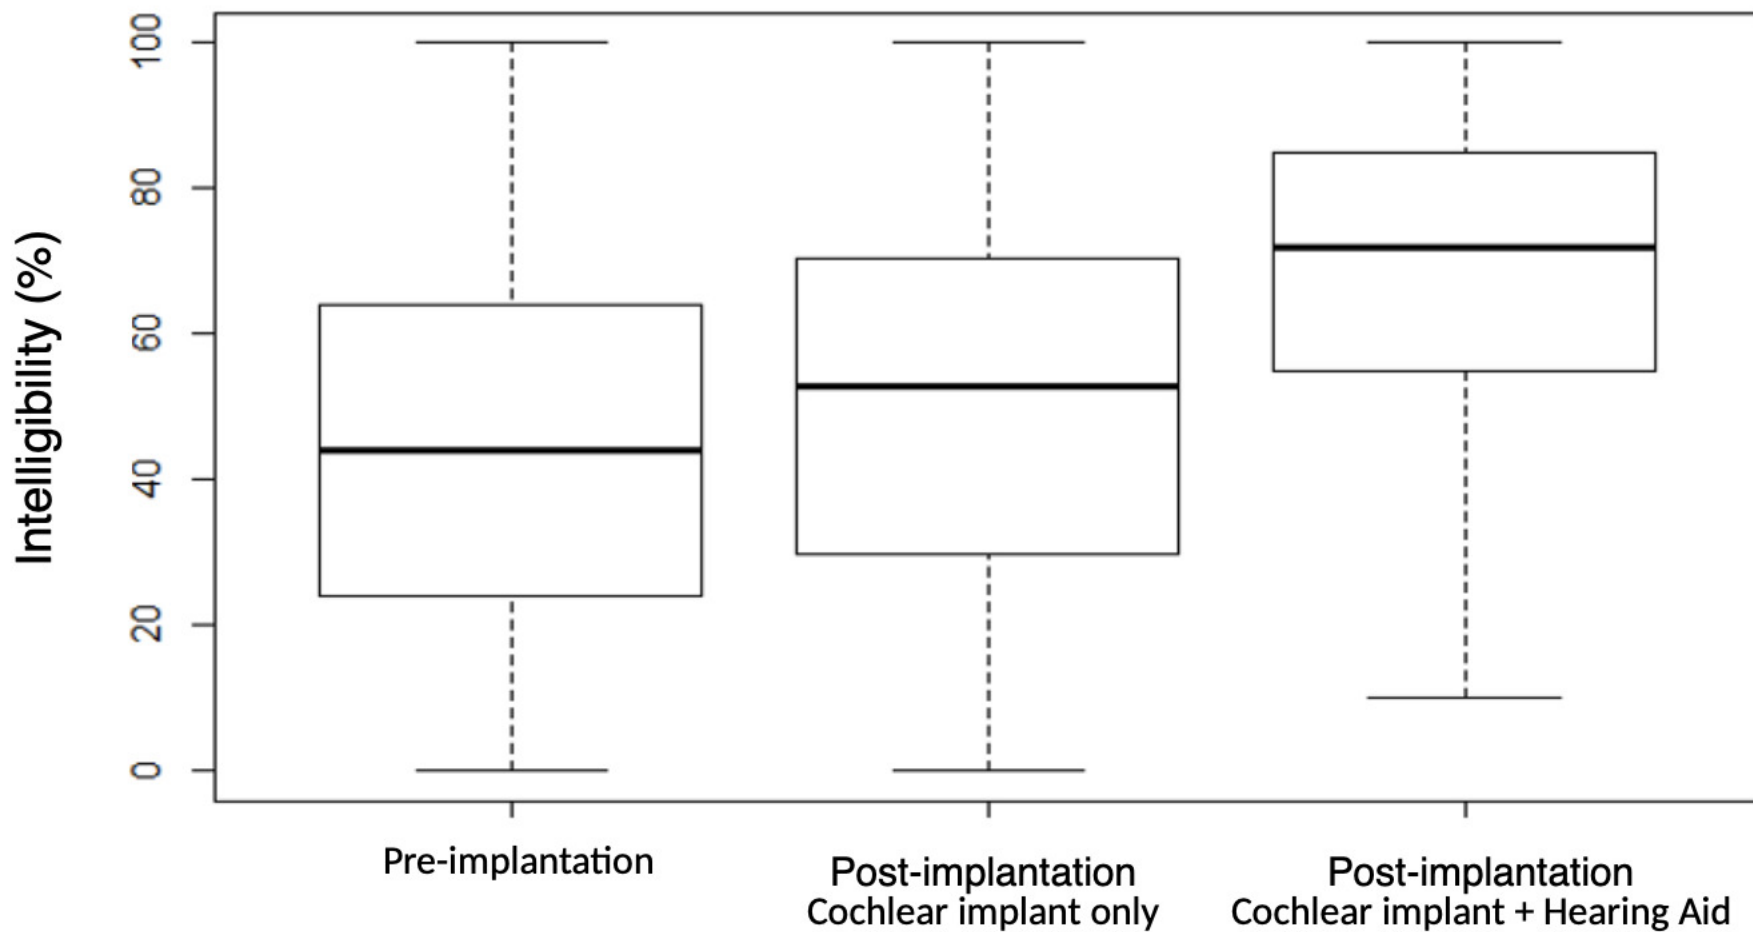 Intelligibility (%)
100
80
60
40
20
0
Pre-implantation
Post-implantation
Cochlear implant only
Post-implantation
Cochlear implant + Hearing Aid